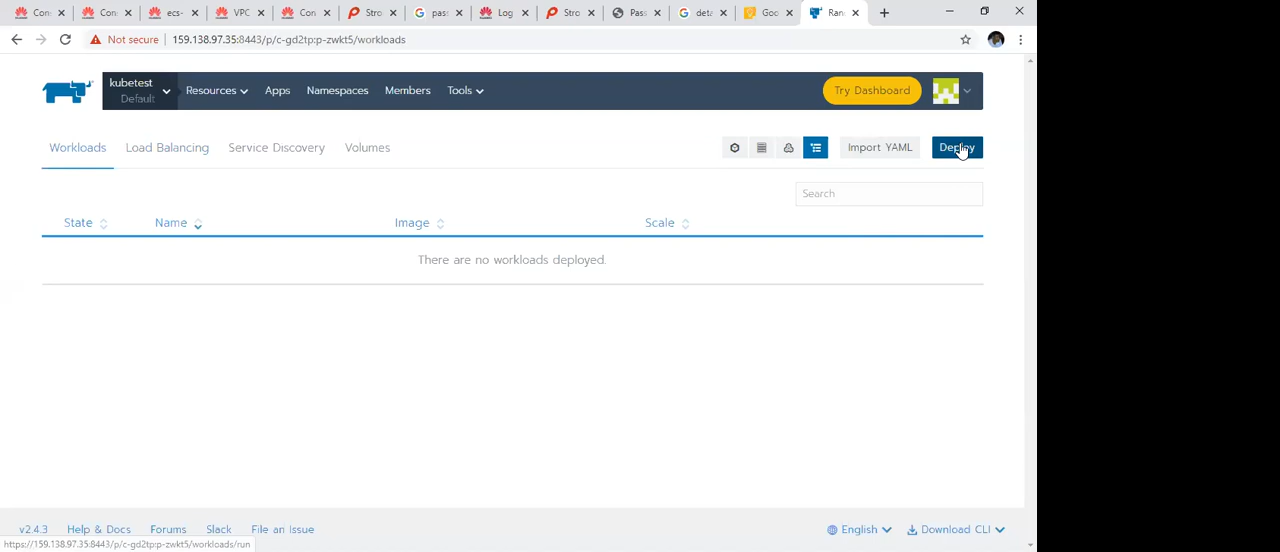 Con
Con
ecs-
VPC
Con
Stro
pass
Log
Stro
Pass
deta
Goo
Ran
Not secure 159.138.97.35:8443/p/c-gd2tp:p-zwkt5/workloads
kubetest
Default
Resources Apps Namespaces Members Tools Try Dashboard
Workloads Load Balancing Service Discovery Volumes Import YAML Deploy
Search
State Name Image Scale
There are no workloads deployed.
v2.4.3 Help & Docs Forums Slack File an Issue English Download CLI
https://159.138.97.35:8443/p/c-gd2tp:p-zwkt5/workloads/run